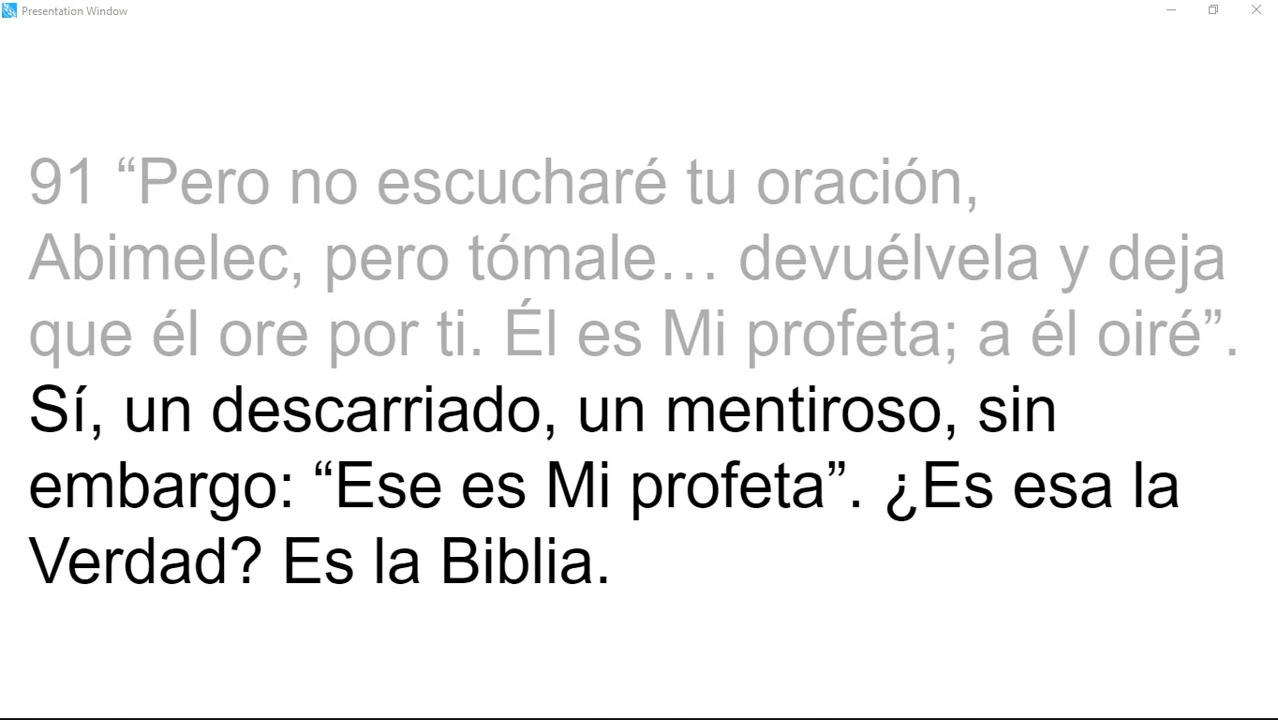 Presentation Window
91 “Pero no escucharé tu oración,
Abimelec, pero tómale… devuélvela y deja
que él ore por ti. Él es Mi profeta; a él oiré”.
Sí, un descarriado, un mentiroso, sin
embargo: “Ese es Mi profeta”. ¿Es esa la
Verdad? Es la Biblia.